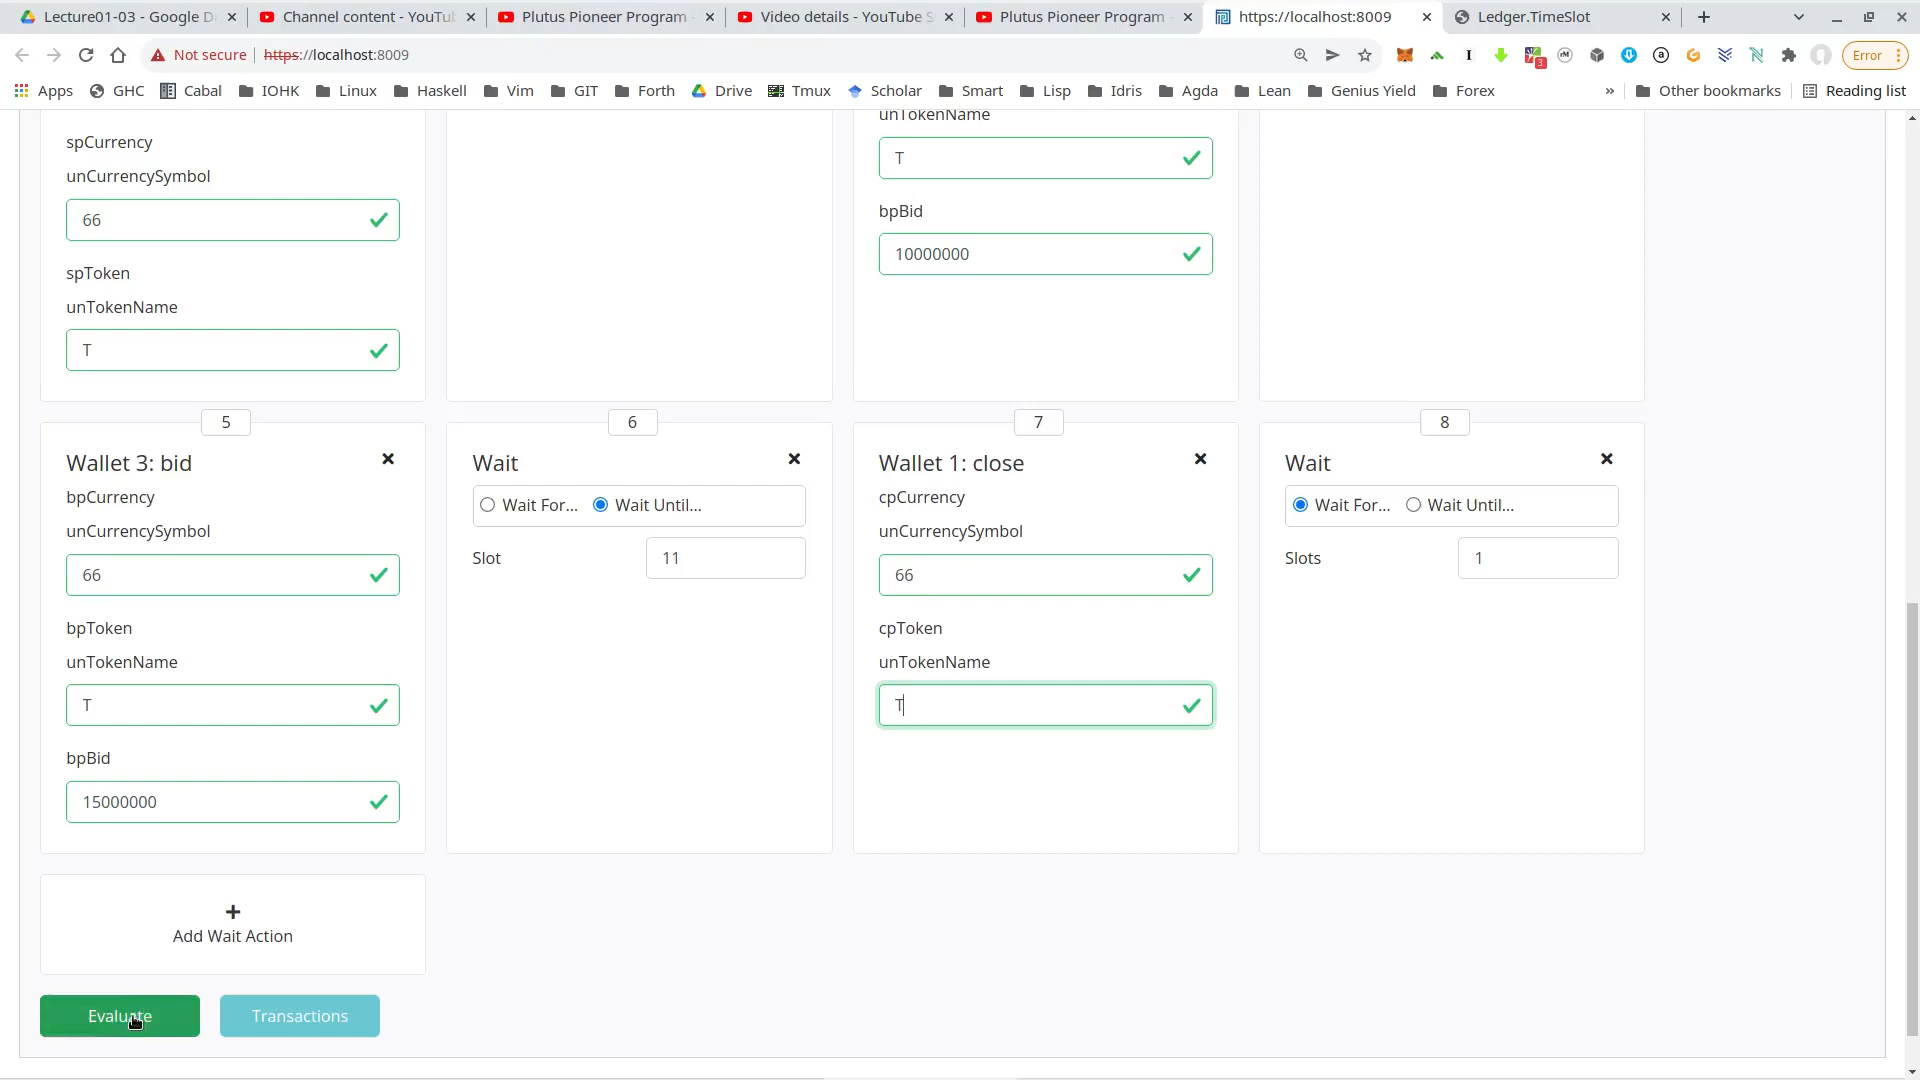 Lecture01-03 - Google D
Channel content - YouTub
Plutus Pioneer Program -
Video details - YouTube S
Plutus Pioneer Program -
https://localhost:8009
Ledger.TimeSlot
Not secure
https://localhost:8009
3
Error
Apps
GHC
Cabal
IOHK
Linux
Haskell
Vim
GIT
Forth
Drive
Tmux
Scholar
Smart
Lisp
Idris
Agda
Lean
Genius Yield
Forex
»
Other bookmarks
Reading list
spCurrency
unCurrencySymbol
66
spToken
unTokenName
T
unTokenName
T
bpBid
10000000
5
Wallet 3: bid
bpCurrency
unCurrencySymbol
66
bpToken
unTokenName
T
bpBid
15000000
6
Wait
Wait For...
Wait Until...
Slot
11
7
Wallet 1: close
cpCurrency
unCurrencySymbol
66
cpToken
unTokenName
T
8
Wait
Wait For...
Wait Until...
Slots
1
Add Wait Action
Evaluate
Transactions